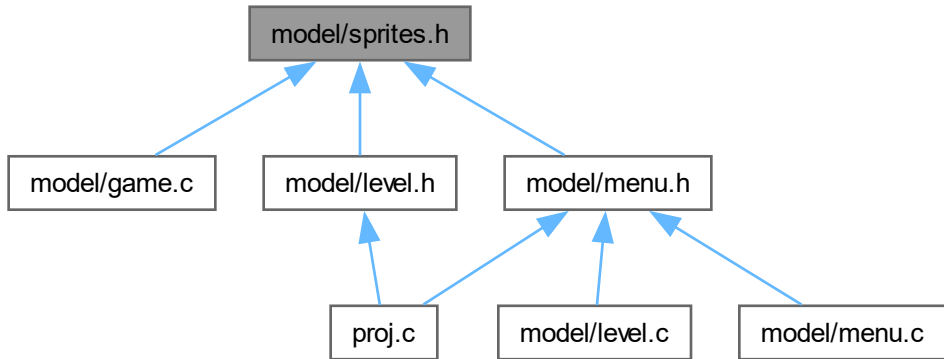 model/sprites.h
model/game.c
model/level.h
model/menu.h
proj.c
model/level.c
model/menu.c